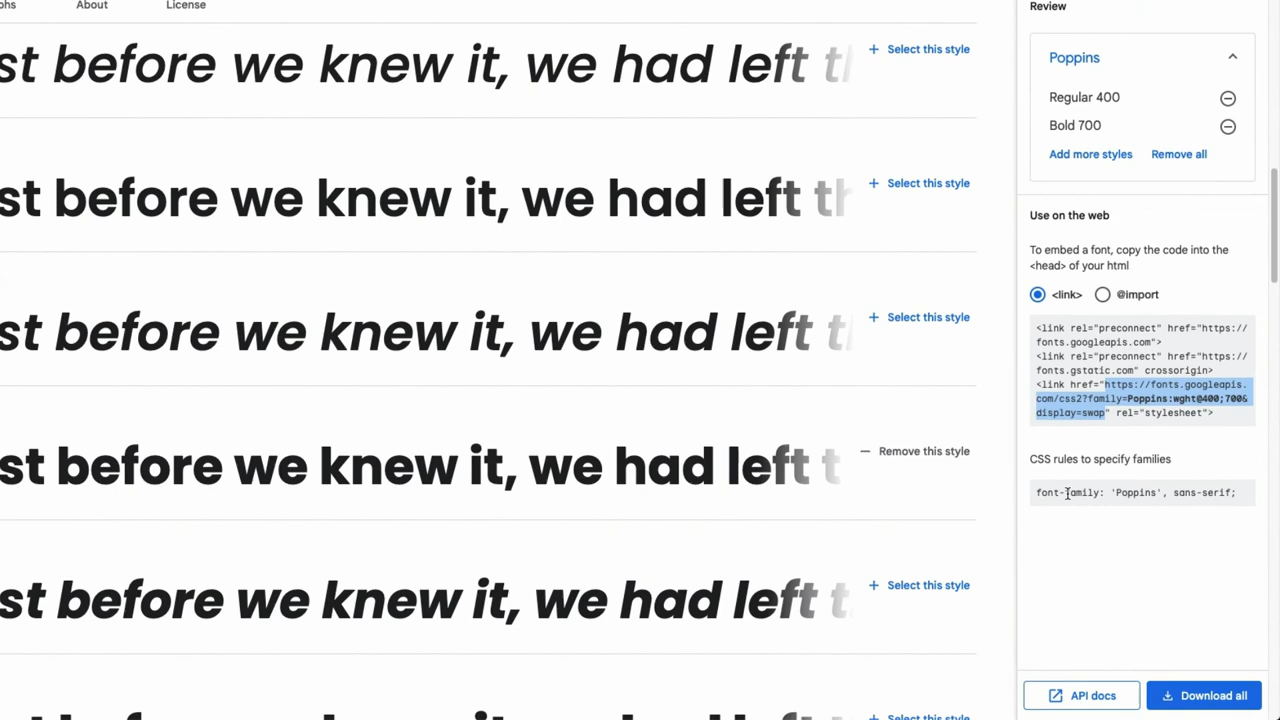 phs About License
st before we knew it, we had left th
+ Select this style
st before we knew it, we had left th
+ Select this style
st before we knew it, we had left t
+ Select this style
st before we knew it, we had left t
− Remove this style
st before we knew it, we had left t
+ Select this style
+ Select this style
Review
Poppins
Regular 400
Bold 700
Add more styles Remove all
Use on the web
To embed a font, copy the code into the
<head> of your html
<link> @import
<link rel="preconnect" href="https://
fonts.googleapis.com">
<link rel="preconnect" href="https://
fonts.gstatic.com" crossorigin>
<link href="https://fonts.googleapis.
com/css2?family=Poppins:wght@400;700&
display=swap" rel="stylesheet">
CSS rules to specify families
font-family: 'Poppins', sans-serif;
API docs Download all